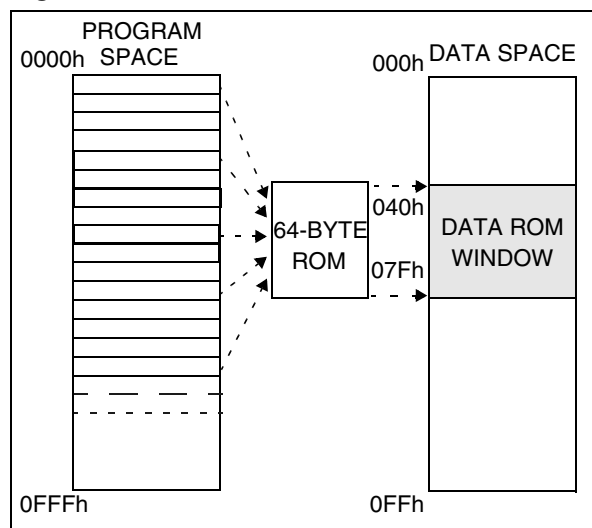 PROGRAM
SPACE
0000h
000h
DATA SPACE
64-BYTE
ROM
040h
07Fh
DATA ROM
WINDOW
0FFFh
0FFh